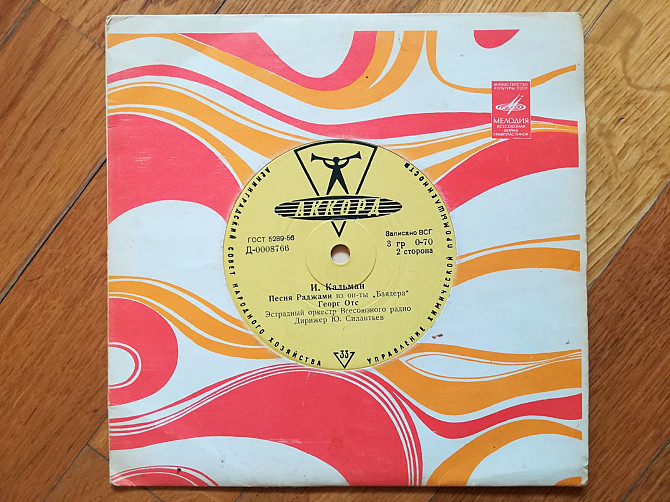 МИНИСТЕРСТВО
КУЛЬТУРЫ СССР
МЕЛОДИЯ
ВСЕСОЮЗНАЯ
ФИРМА
ГРАМПЛАСТИНОК
ЛЕНИНГРАДСКИЙ СОВЕТ НАРОДНОГО ХОЗЯЙСТВА
УПРАВЛЕНИЕ ХИМИЧЕСКОЙ ПРОМЫШЛЕННОСТИ
АККОРД
ГОСТ 5289-56
Д-0008766
Записано ВСГ
3 гр 0-70
2 сторона
И. Кальман
Песня Раджами из оп-ты „Баядера"
Георг Отс
Эстрадный оркестр Всесоюзного радио
Дирижер Ю. Силантьев
33